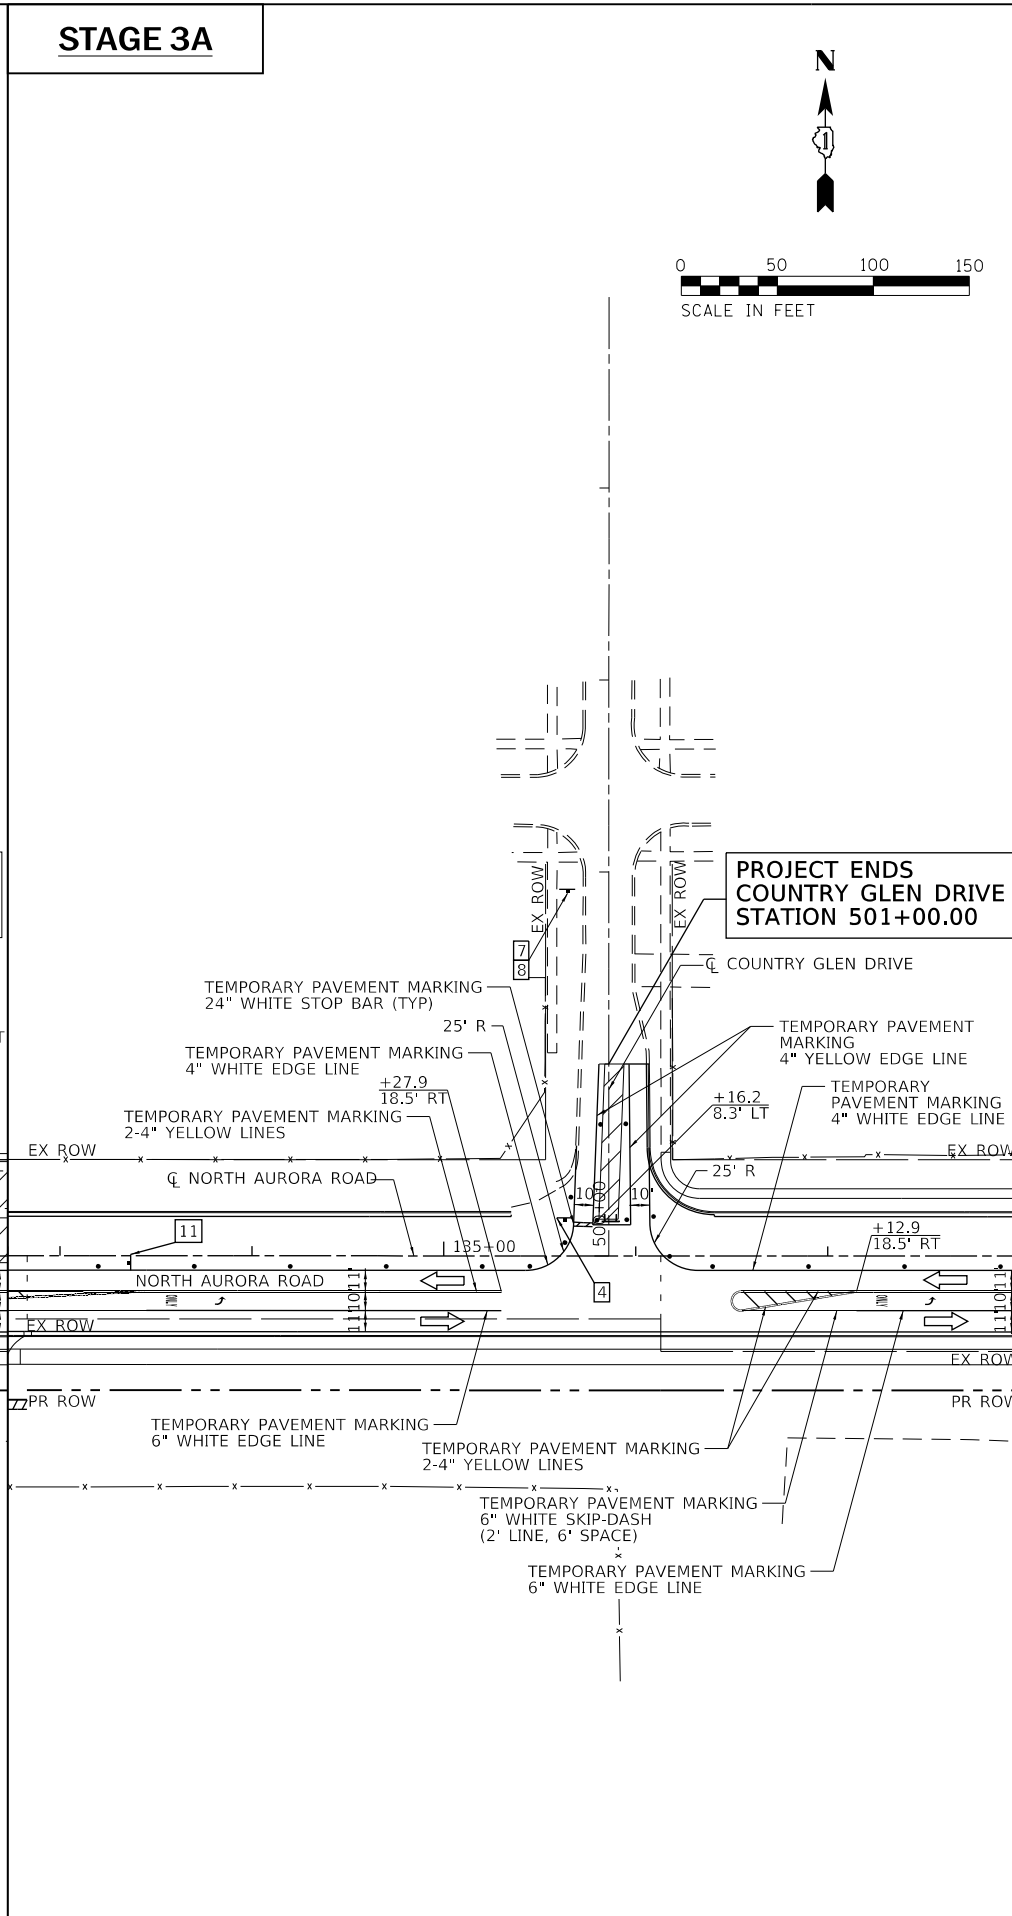 STAGE 3A
N
1
0 50 100 150
SCALE IN FEET
EX ROW
EX ROW
PROJECT ENDS
COUNTRY GLEN DRIVE
STATION 501+00.00
7
8
℄ COUNTRY GLEN DRIVE
TEMPORARY PAVEMENT MARKING
24" WHITE STOP BAR (TYP)
25' R
TEMPORARY PAVEMENT MARKING
4" WHITE EDGE LINE
TEMPORARY PAVEMENT
MARKING
4" YELLOW EDGE LINE
+27.9
18.5' RT
TEMPORARY
PAVEMENT MARKING
4" WHITE EDGE LINE
+16.2
8.3' LT
TEMPORARY PAVEMENT MARKING
2-4" YELLOW LINES
EX ROW
EX ROW
℄ NORTH AURORA ROAD
25' R
10'
10'
500+00
11
135+00
+12.9
18.5' RT
NORTH AURORA ROAD
11'
10'
11'
ONLY
4
ONLY
11'
10'
11'
EX ROW
EX ROW
PR ROW
PR ROW
TEMPORARY PAVEMENT MARKING
6" WHITE EDGE LINE
TEMPORARY PAVEMENT MARKING
2-4" YELLOW LINES
TEMPORARY PAVEMENT MARKING
6" WHITE SKIP-DASH
(2' LINE, 6' SPACE)
TEMPORARY PAVEMENT MARKING
6" WHITE EDGE LINE